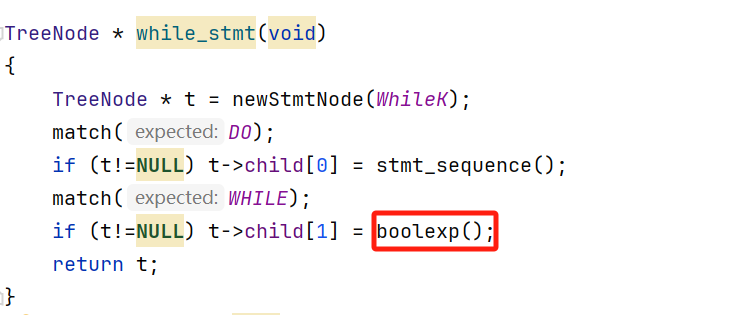 TreeNode * while_stmt(void)
{
TreeNode * t = newStmtNode(WhileK);
match( expected: DO);
if (t!=NULL) t->child[0] = stmt_sequence();
match( expected: WHILE);
if (t!=NULL) t->child[1] = boolexp();
return t;
}